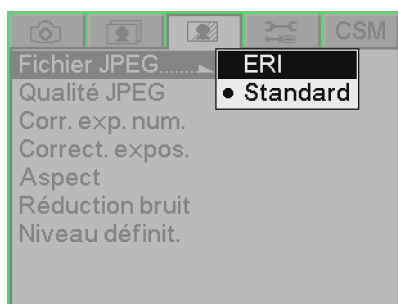 CSM
Fichier JPEG....... ERI
Qualité JPEG • Standard
Corr. exp. num.
Correct. expos.
Aspect
Réduction bruit
Niveau définit.